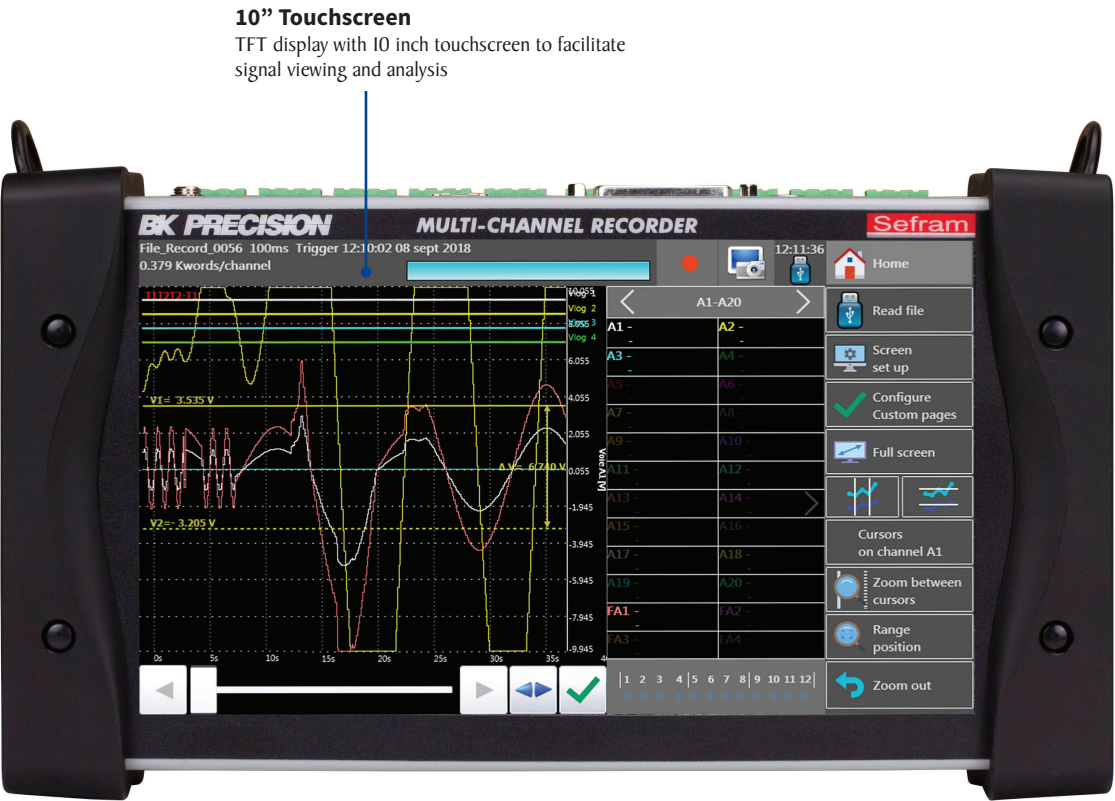 10” Touchscreen
TFT display with 10 inch touchscreen to facilitate
signal viewing and analysis
BK PRECISION
MULTI-CHANNEL RECORDER
Sefram
File_Record_0056 100ms Trigger 12:10:02 08 sept 2018
0.379 Kwords/channel
12:11:36
Home
Read file
Screen
set up
Configure
Custom pages
Full screen
Cursors
on channel A1
Zoom between
cursors
Range
position
Zoom out
T1T2T2-T1
10.055
Vlog 1
Vlog 2
8.055
Vlog 3
Vlog 4
6.055
4.055
2.055
0.055
-1.945
-3.945
-5.945
-7.945
-9.945
V1= 3.535 V
Δ V= 6.740 V
V2=- 3.205 V
Voie:A1 [V]
0s 5s 10s 15s 20s 25s 30s 35s 4
A1-A20
A1 - A2 -
A3 - A4 -
A5 - A6 -
A7 - A8 -
A9 - A10 -
A11 - A12 -
A13 - A14 -
A15 - A16 -
A17 - A18 -
A19 - A20 -
FA1 - FA2 -
FA3 - FA4 -
1 2 3 4 5 6 7 8 9 10 11 12